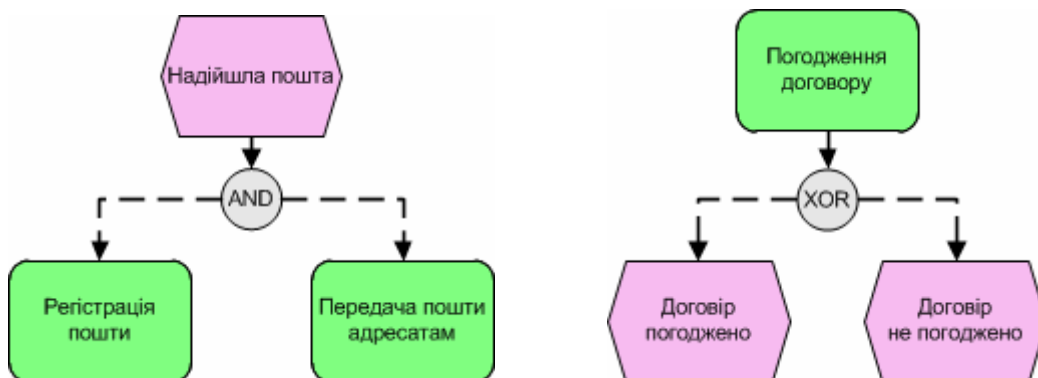 Надійшла пошта
AND
Регістрація
пошти
Передача пошти
адресатам
Погодження
договору
XOR
Договір
погоджено
Договір
не погоджено